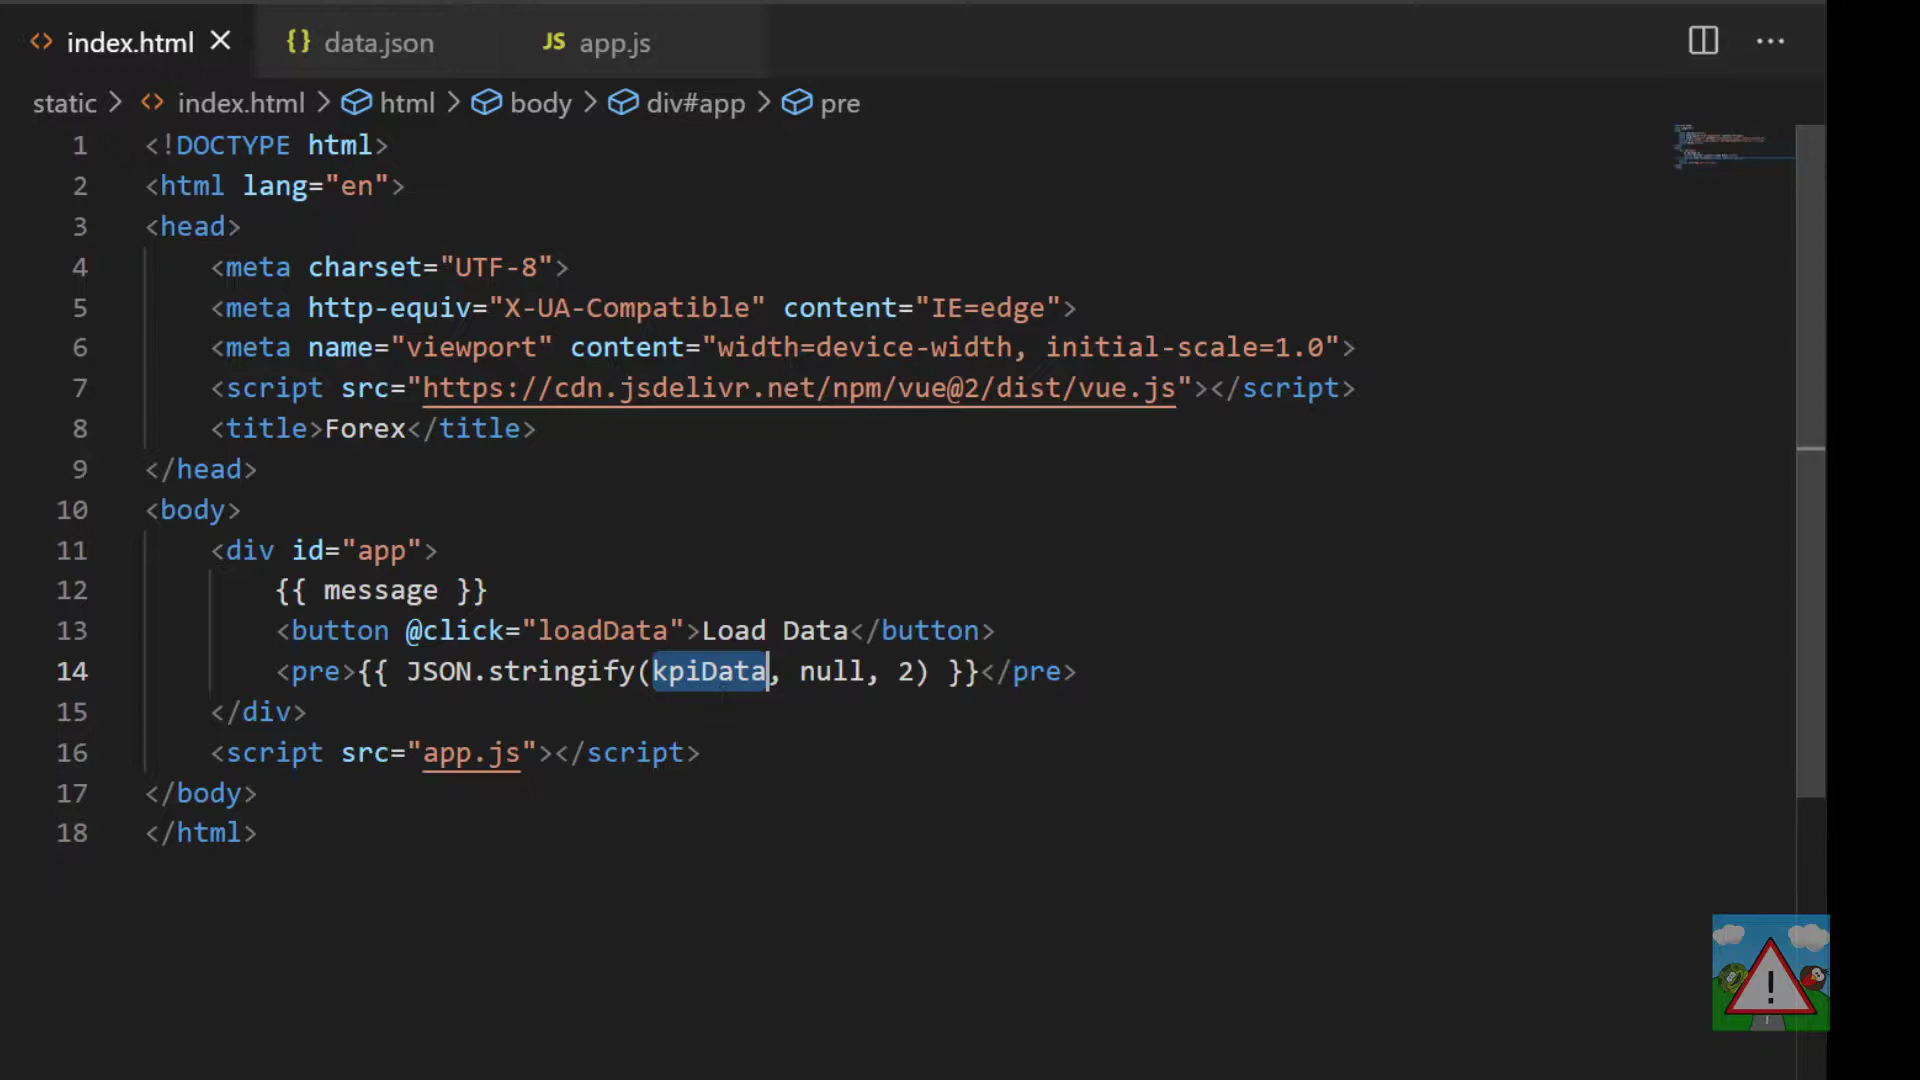 index.html
{} data.json
JS app.js
static > index.html > html > body > div#app > pre
1 <!DOCTYPE html>
2 <html lang="en">
3 <head>
4 <meta charset="UTF-8">
5 <meta http-equiv="X-UA-Compatible" content="IE=edge">
6 <meta name="viewport" content="width=device-width, initial-scale=1.0">
7 <script src="https://cdn.jsdelivr.net/npm/vue@2/dist/vue.js"></script>
8 <title>Forex</title>
9 </head>
10 <body>
11 <div id="app">
12 {{ message }}
13 <button @click="loadData">Load Data</button>
14 <pre>{{ JSON.stringify(kpiData, null, 2) }}</pre>
15 </div>
16 <script src="app.js"></script>
17 </body>
18 </html>
!